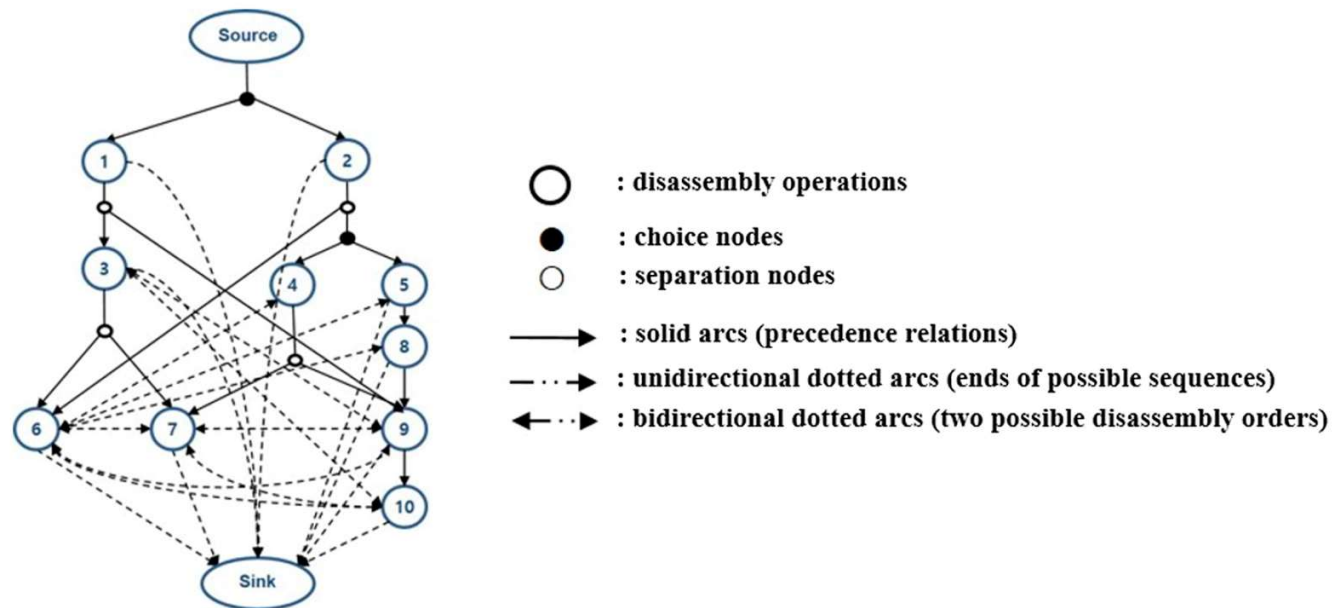 Source
1
2
: disassembly operations
: choice nodes
3
4
5
: separation nodes
: solid arcs (precedence relations)
8
: unidirectional dotted arcs (ends of possible sequences)
: bidirectional dotted arcs (two possible disassembly orders)
6
7
9
10
Sink